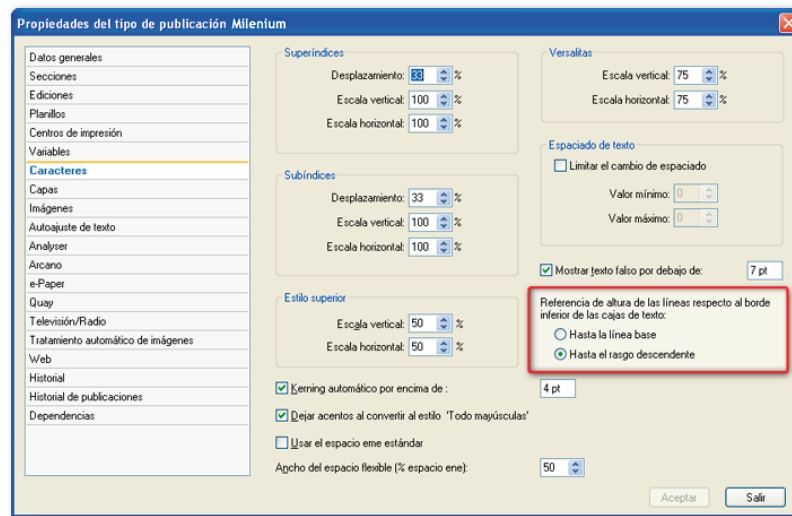 Propiedades del tipo de publicación Milenium
Datos generales
Secciones
Ediciones
Planillos
Centros de impresión
Variables
Caracteres
Capas
Imágenes
Autoajuste de texto
Analyser
Arcano
e-Paper
Quay
Televisión/Radio
Tratamiento automático de imágenes
Web
Historial
Historial de publicaciones
Dependencias
Superíndices
Desplazamiento: 33 %
Escala vertical: 100 %
Escala horizontal: 100 %
Subíndices
Desplazamiento: 33 %
Escala vertical: 100 %
Escala horizontal: 100 %
Estilo superior
Escala vertical: 50 %
Escala horizontal: 50 %
Kerning automático por encima de : 4 pt
Dejar acentos al convertir al estilo 'Todo mayúsculas'
Usar el espacio eme estándar
Ancho del espacio flexible (% espacio ene): 50
Versalitas
Escala vertical: 75 %
Escala horizontal: 75 %
Espaciado de texto
Limitar el cambio de espaciado
Valor mínimo: 0
Valor máximo: 0
Mostrar texto falso por debajo de: 7 pt
Referencia de altura de las líneas respecto al borde
inferior de las cajas de texto:
Hasta la línea base
Hasta el rasgo descendente
Aceptar
Salir